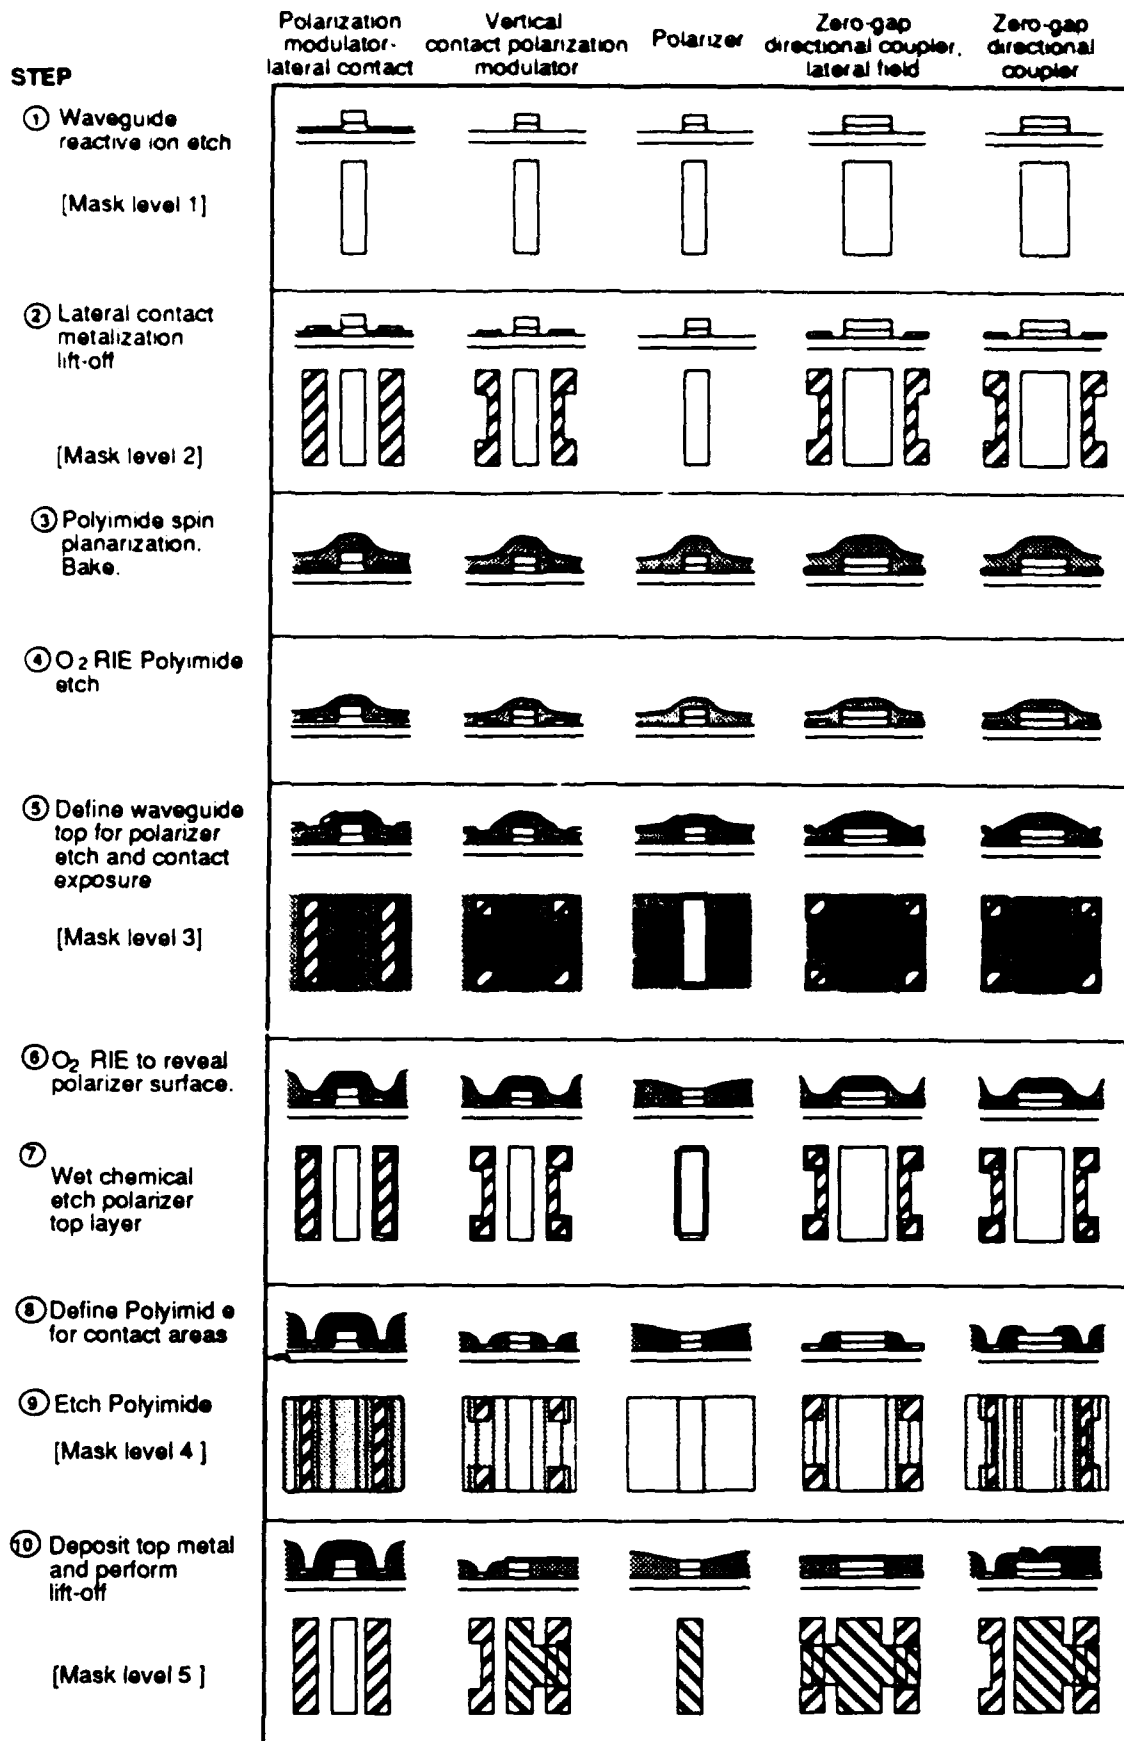 Polarization
modulator-
lateral contact
Vertical
contact polarization
modulator
Polarizer
Zero-gap
directional coupler,
lateral field
Zero-gap
directional
coupler
STEP
① Waveguide
reactive ion etch
[Mask level 1]
② Lateral contact
metalization
lift-off
[Mask level 2]
③ Polyimide spin
planarization.
Bake.
④ O₂ RIE Polyimide
etch
⑤ Define waveguide
top for polarizer
etch and contact
exposure
[Mask level 3]
⑥ O₂ RIE to reveal
polarizer surface.
⑦
Wet chemical
etch polarizer
top layer
⑧ Define Polyimid e
for contact areas
⑨ Etch Polyimide
[Mask level 4 ]
⑩ Deposit top metal
and perform
lift-off
[Mask level 5 ]